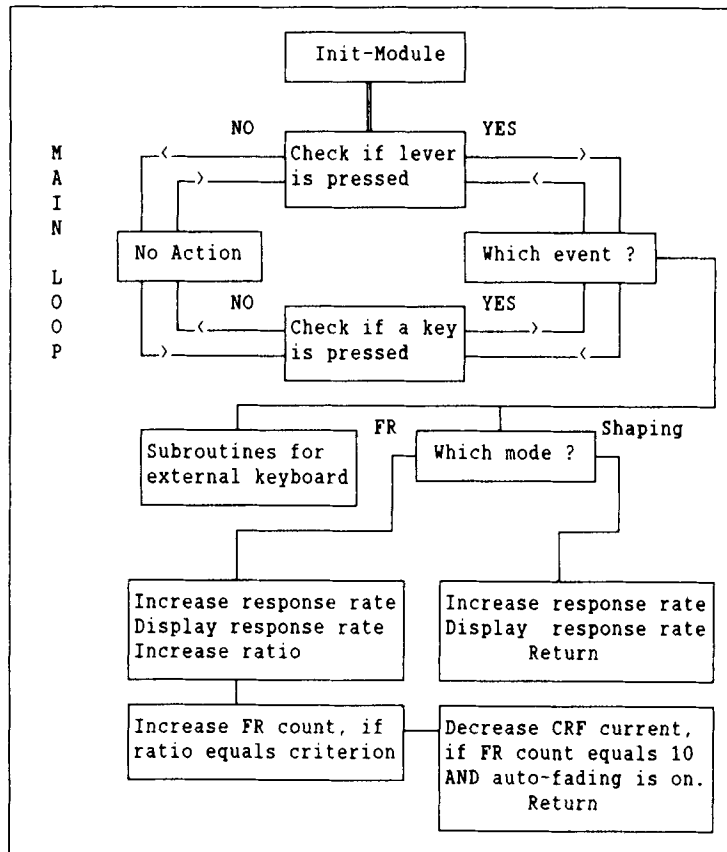 Init-Module
NO
YES
MAIN LOOP
Check if lever
is pressed
No Action
Which event ?
NO
YES
Check if a key
is pressed
FR
Shaping
Subroutines for
external keyboard
Which mode ?
Increase response rate
Display response rate
Increase ratio
Increase response rate
Display response rate
Return
Increase FR count, if
ratio equals criterion
Decrease CRF current,
if FR count equals 10
AND auto-fading is on.
Return